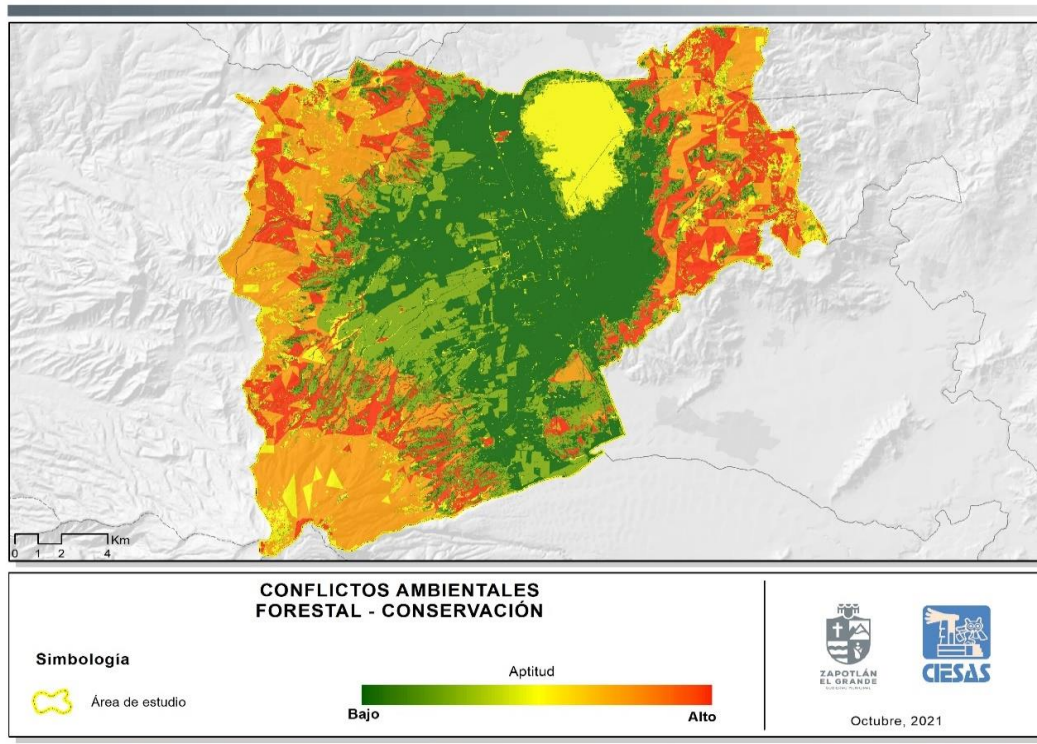 Km
0 1 2 4
CONFLICTOS AMBIENTALES
FORESTAL - CONSERVACIÓN
Simbología
Área de estudio
Aptitud
Bajo
Alto
ZAPOTLÁN
EL GRANDE
CIESAS
Octubre, 2021